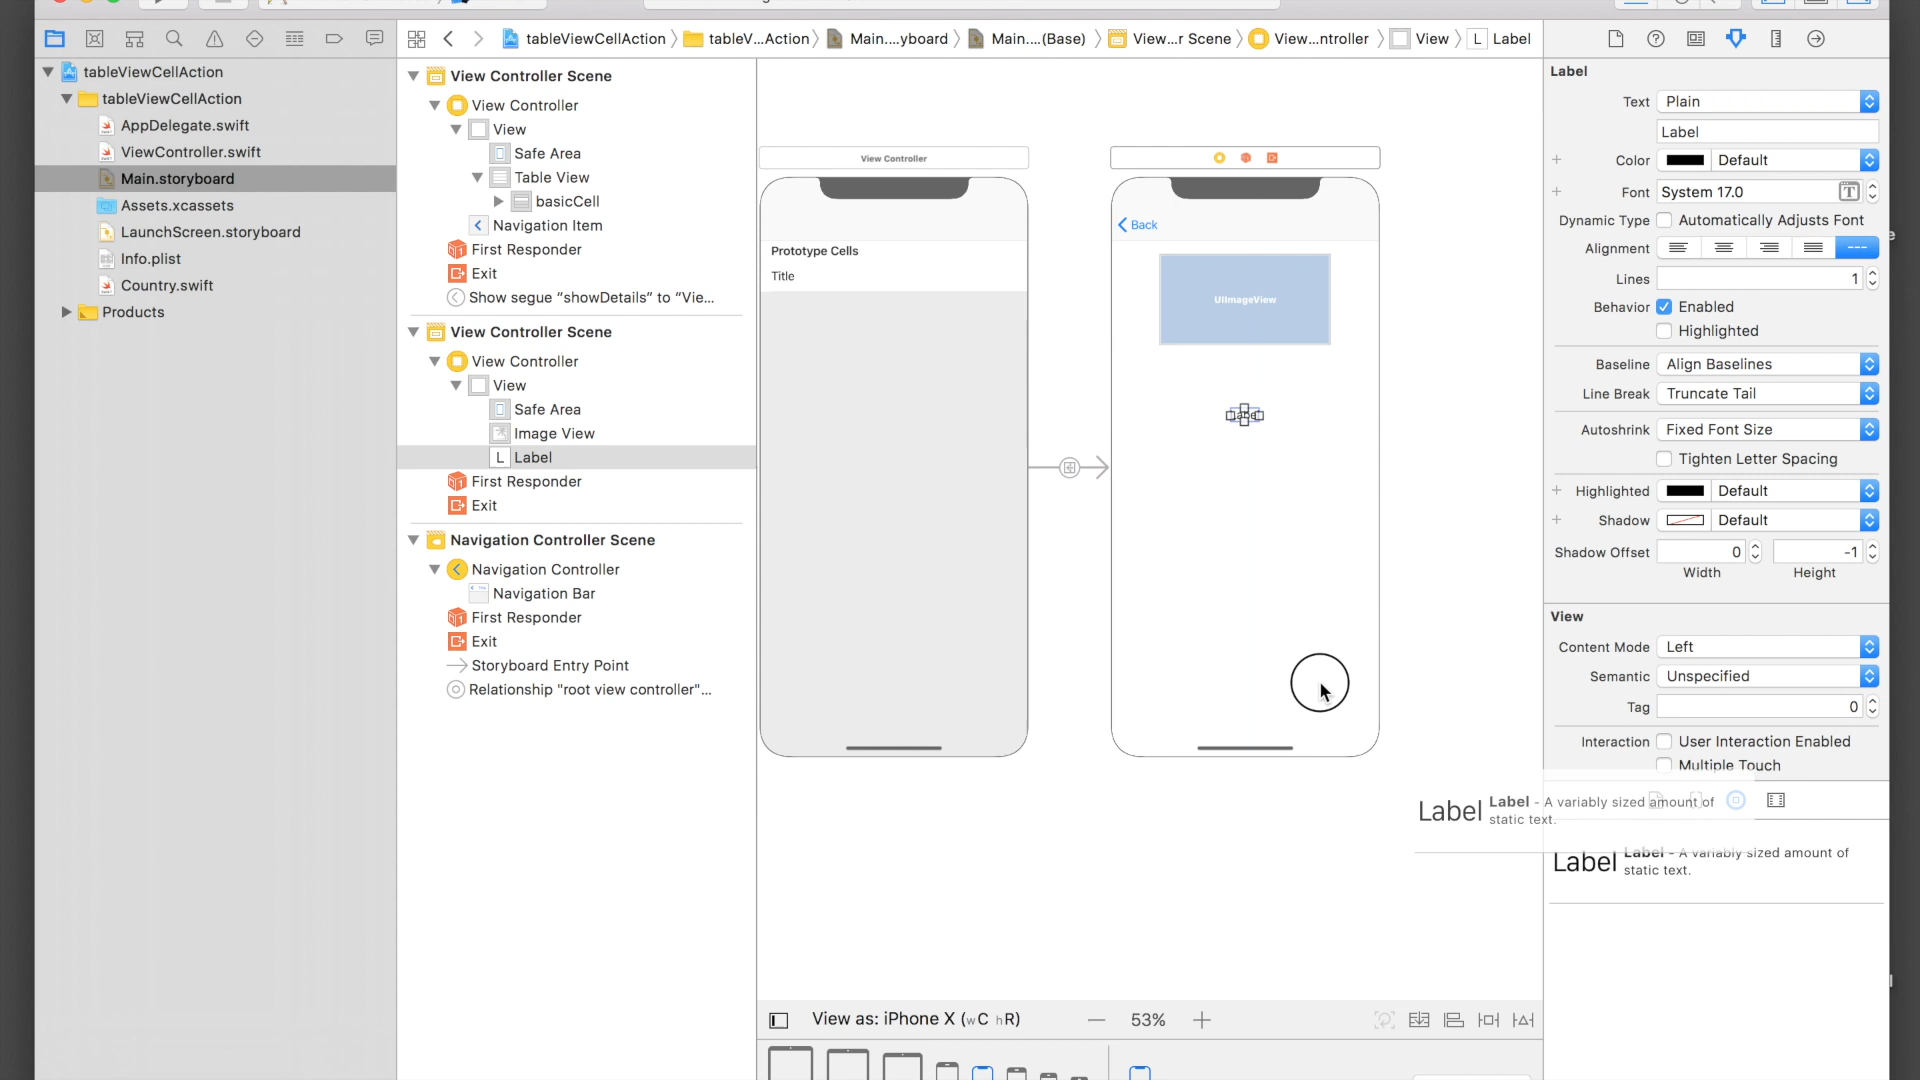 tableViewCellAction
tableV...Action
Main....yboard
Main....(Base)
View...r Scene
View...ntroller
View
L Label
tableViewCellAction
tableViewCellAction
AppDelegate.swift
ViewController.swift
Main.storyboard
Assets.xcassets
LaunchScreen.storyboard
Info.plist
Country.swift
Products
View Controller Scene
View Controller
View
Safe Area
Table View
basicCell
Navigation Item
First Responder
Exit
Show segue “showDetails” to “Vie...
View Controller Scene
View Controller
View
Safe Area
Image View
L Label
First Responder
Exit
Navigation Controller Scene
Navigation Controller
Navigation Bar
First Responder
Exit
Storyboard Entry Point
Relationship "root view controller"...
View Controller
Prototype Cells
Title
Back
UIImageView
Label
View as: iPhone X (wC hR)
53%
Label
Text Plain
Label
Color Default
Font System 17.0
Dynamic Type Automatically Adjusts Font
Alignment
Lines 1
Behavior Enabled
Highlighted
Baseline Align Baselines
Line Break Truncate Tail
Autoshrink Fixed Font Size
Tighten Letter Spacing
Highlighted Default
Shadow Default
Shadow Offset 0 -1
Width Height
View
Content Mode Left
Semantic Unspecified
Tag 0
Interaction User Interaction Enabled
Multiple Touch
Label Label - A variably sized amount of
static text.
Label Label - A variably sized amount of
static text.